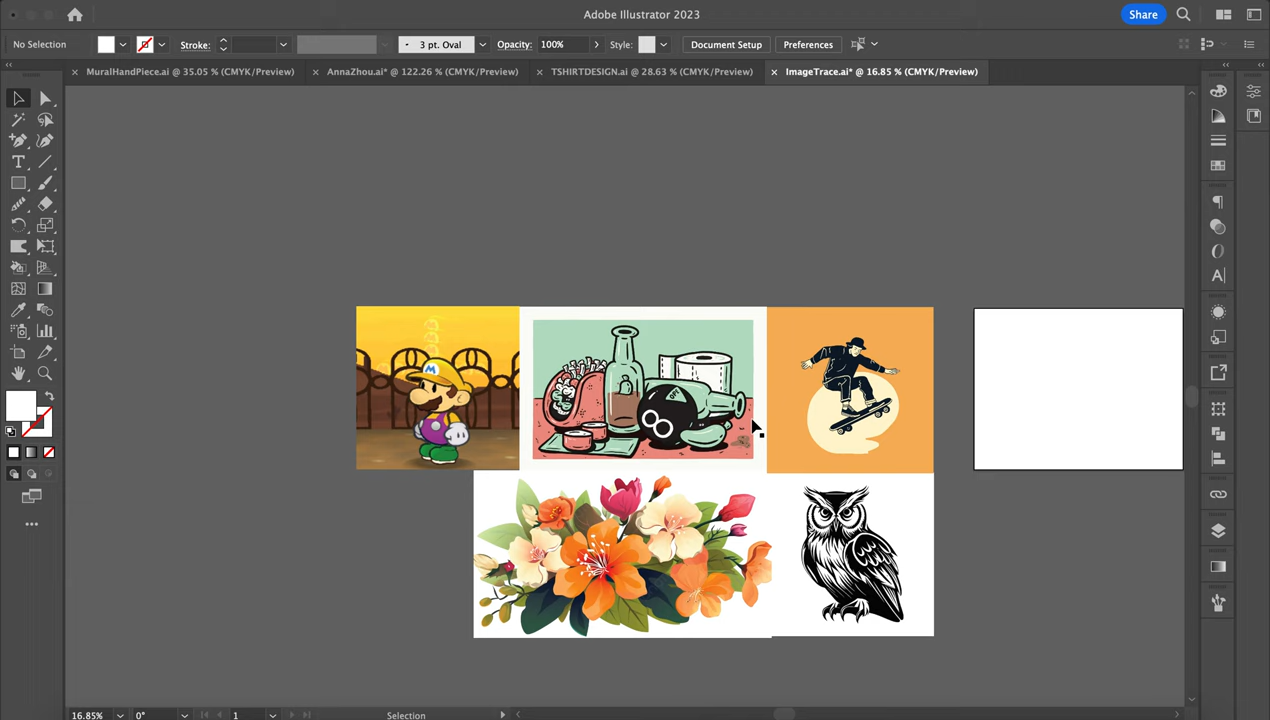 Adobe Illustrator 2023
Share
No Selection
Stroke:
3 pt. Oval
Opacity:
100%
Style:
Document Setup
Preferences
MuralHandPiece.ai @ 35.05 % (CMYK/Preview)
AnnaZhou.ai* @ 122.26 % (CMYK/Preview)
TSHIRTDESIGN.ai @ 28.63 % (CMYK/Preview)
ImageTrace.ai* @ 16.85 % (CMYK/Preview)
M
16.85%
0°
1
Selection